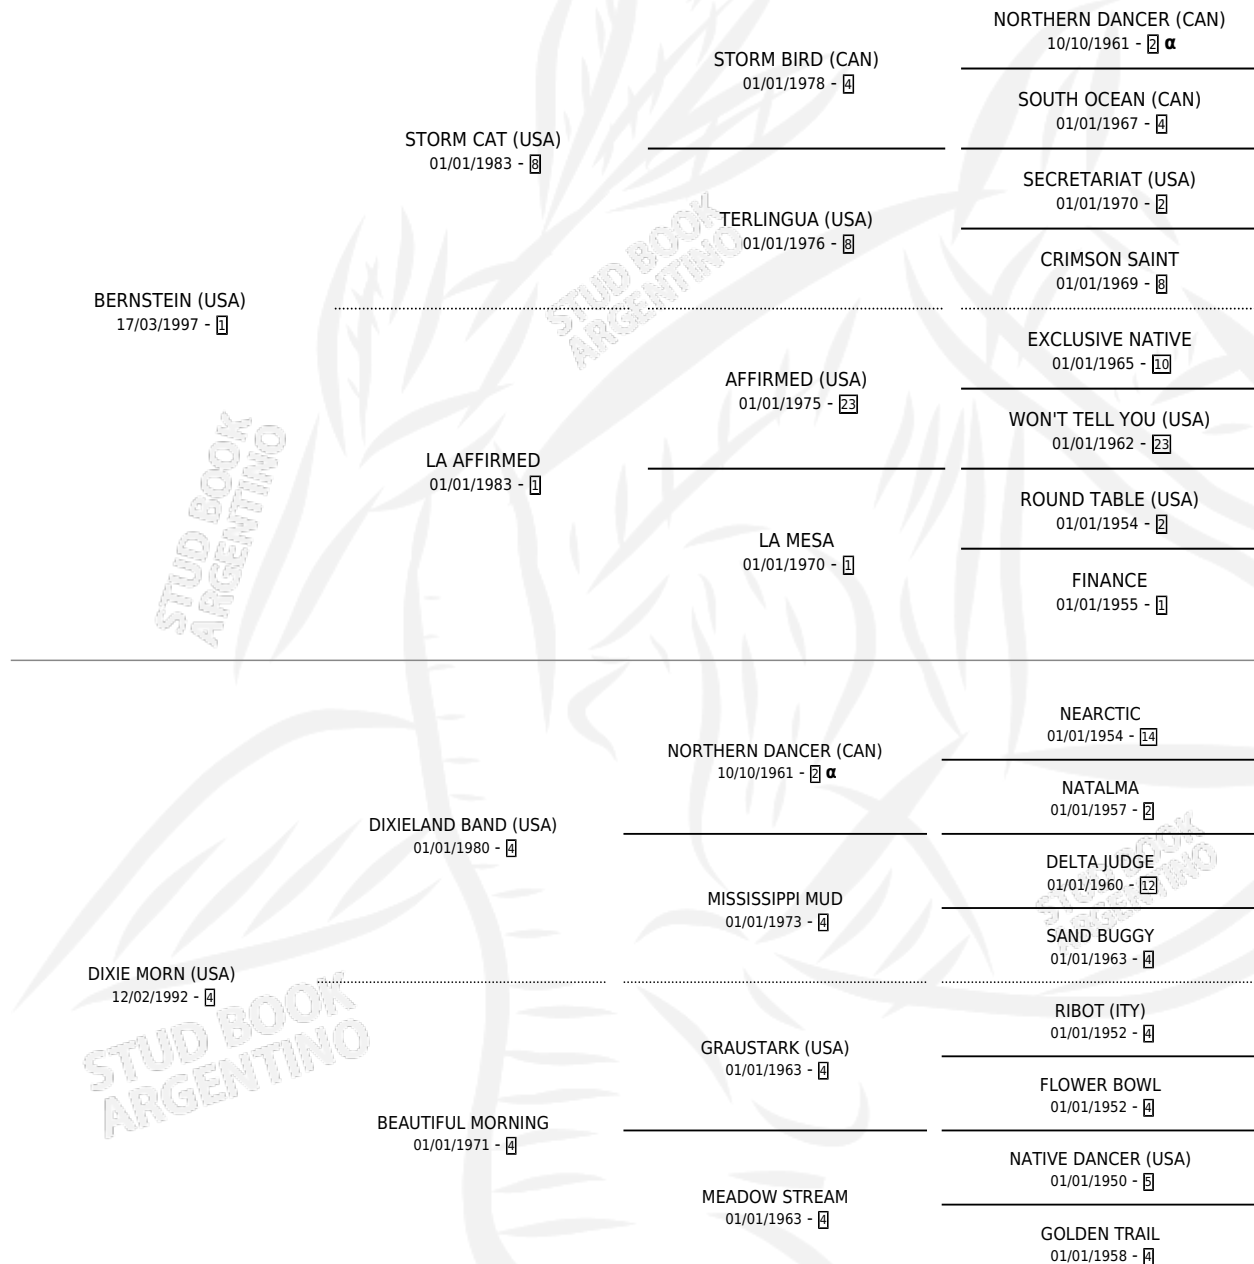 NORTHERN DANCER (CAN)
10/10/1961 - 2 α
STORM BIRD (CAN)
01/01/1978 - 4
SOUTH OCEAN (CAN)
01/01/1967 - 4
STORM CAT (USA)
01/01/1983 - 8
SECRETARIAT (USA)
01/01/1970 - 2
TERLINGUA (USA)
01/01/1976 - 8
CRIMSON SAINT
01/01/1969 - 8
BERNSTEIN (USA)
17/03/1997 - 1
EXCLUSIVE NATIVE
01/01/1965 - 10
AFFIRMED (USA)
01/01/1975 - 23
WON'T TELL YOU (USA)
01/01/1962 - 23
LA AFFIRMED
01/01/1983 - 1
ROUND TABLE (USA)
01/01/1954 - 2
LA MESA
01/01/1970 - 1
FINANCE
01/01/1955 - 1
STUD BOOK
ARGENTINO
STUD BOOK
ARGENTINO
NEARCTIC
01/01/1954 - 14
NORTHERN DANCER (CAN)
10/10/1961 - 2 α
NATALMA
01/01/1957 - 2
DIXIELAND BAND (USA)
01/01/1980 - 4
DELTA JUDGE
01/01/1960 - 12
MISSISSIPPI MUD
01/01/1973 - 4
SAND BUGGY
01/01/1963 - 4
DIXIE MORN (USA)
12/02/1992 - 4
RIBOT (ITY)
01/01/1952 - 4
GRAUSTARK (USA)
01/01/1963 - 4
FLOWER BOWL
01/01/1952 - 4
BEAUTIFUL MORNING
01/01/1971 - 4
NATIVE DANCER (USA)
01/01/1950 - 5
MEADOW STREAM
01/01/1963 - 4
GOLDEN TRAIL
01/01/1958 - 4
STUD BOOK
ARGENTINO
STUD BOOK
ARGENTINO